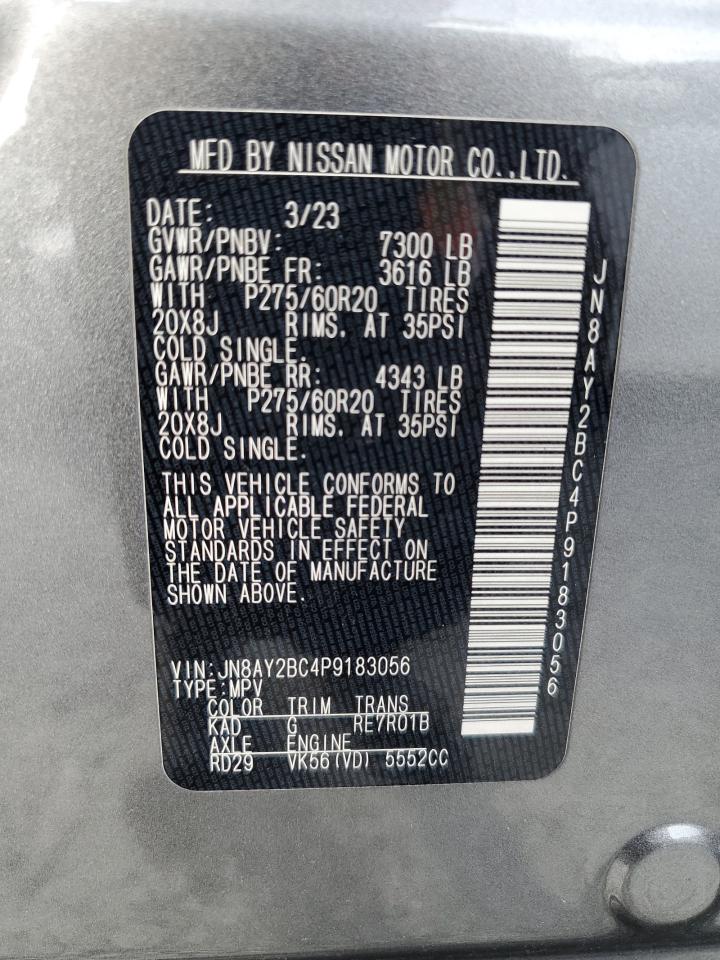 MFD BY NISSAN MOTOR CO.,LTD.
DATE: 3/23
GVWR/PNBV: 7300 LB
GAWR/PNBE FR: 3616 LB
WITH P275/60R20 TIRES
20X8J RIMS. AT 35PSI
COLD SINGLE.
GAWR/PNBE RR: 4343 LB
WITH P275/60R20 TIRES
20X8J RIMS. AT 35PSI
COLD SINGLE.
THIS VEHICLE CONFORMS TO
ALL APPLICABLE FEDERAL
MOTOR VEHICLE SAFETY
STANDARDS IN EFFECT ON
THE DATE OF MANUFACTURE
SHOWN ABOVE.
VIN:JN8AY2BC4P9183056
TYPE:MPV
COLOR TRIM TRANS
KAD G RE7R01B
AXLE ENGINE
RD29 VK56(VD) 5552CC
JN8AY2BC4P9183056